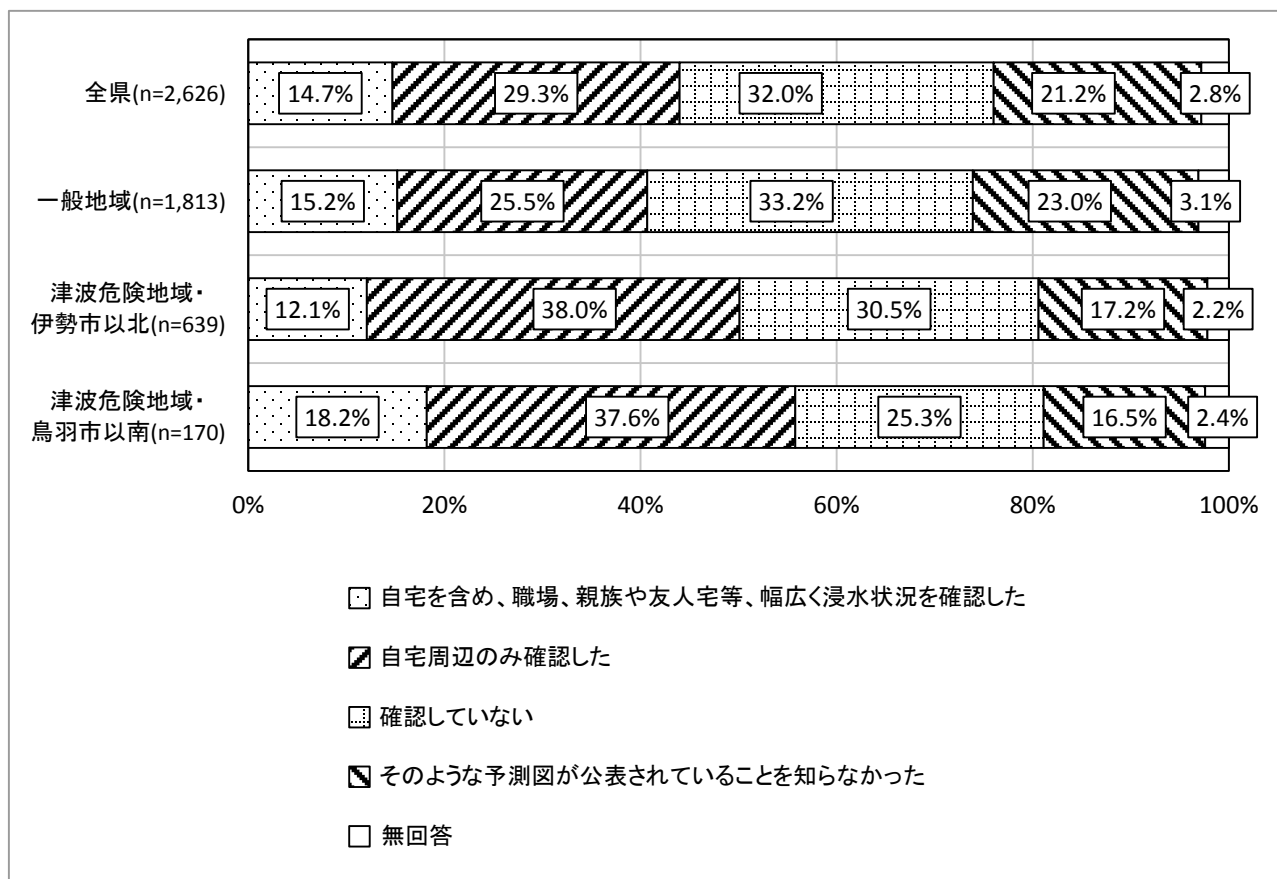 全県(n=2,626)
14.7%
29.3%
32.0%
21.2%
2.8%
一般地域(n=1,813)
15.2%
25.5%
33.2%
23.0%
3.1%
津波危険地域・
伊勢市以北(n=639)
12.1%
38.0%
30.5%
17.2%
2.2%
津波危険地域・
鳥羽市以南(n=170)
18.2%
37.6%
25.3%
16.5%
2.4%
0%
20%
40%
60%
80%
100%
自宅を含め、職場、親族や友人宅等、幅広く浸水状況を確認した
自宅周辺のみ確認した
確認していない
そのような予測図が公表されていることを知らなかった
無回答